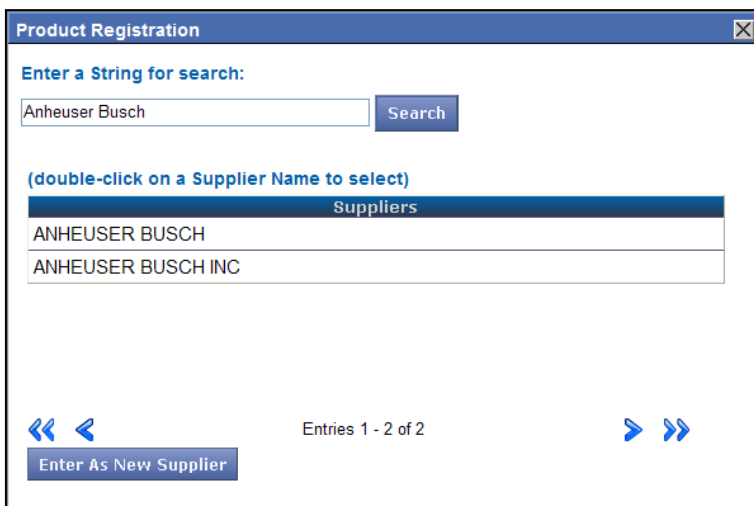 Product Registration
Enter a String for search:
Anheuser Busch
Search
(double-click on a Supplier Name to select)
Suppliers
ANHEUSER BUSCH
ANHEUSER BUSCH INC
Entries 1 - 2 of 2
Enter As New Supplier